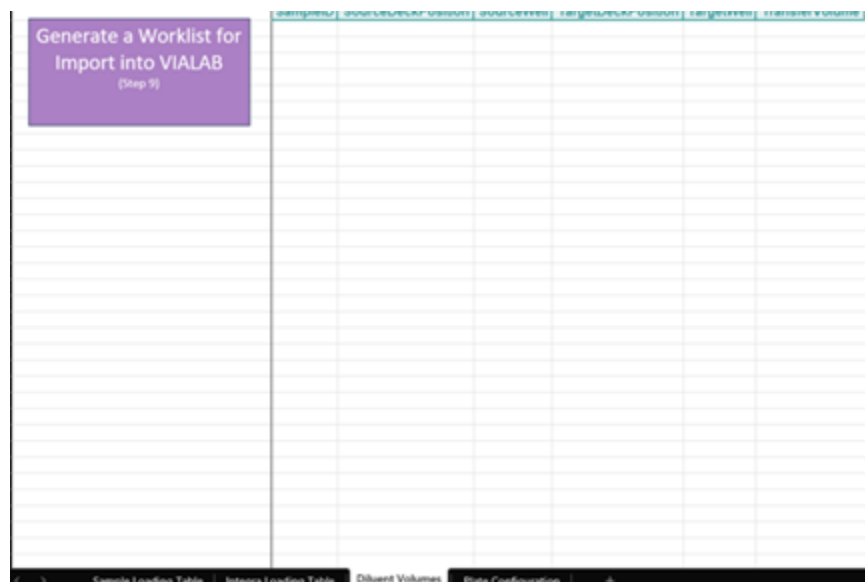 Generate a Worklist for
Import into VIALAB
(Step 9)
SampleID SourceDeckPosition SourceWell TargetDeckPosition TargetWell TransferVolume
Sample Loading Table Integra Loading Table Diluent Volumes Plate Configuration +